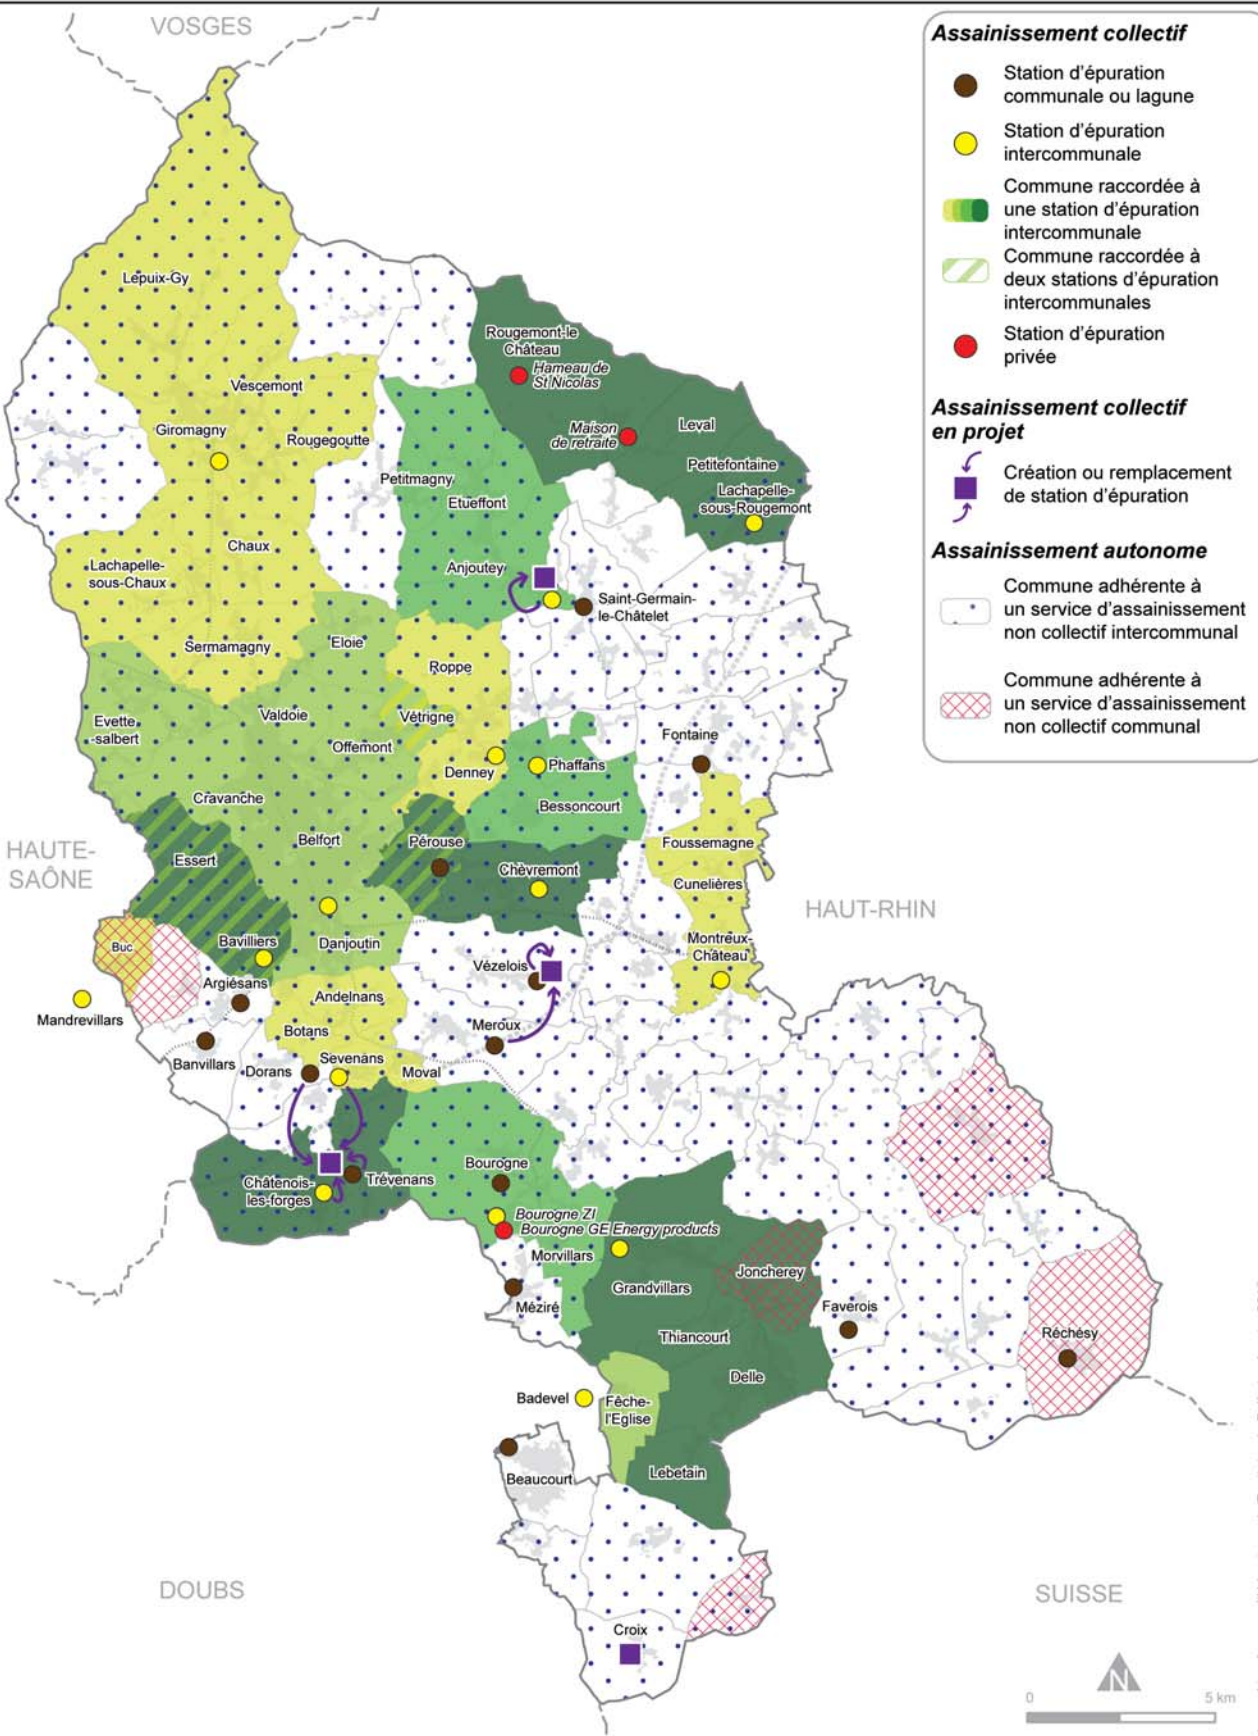 VOSGES
Assainissement collectif
Station d'épuration
communale ou lagune
Station d'épuration
intercommunale
Commune raccordée à
une station d'épuration
intercommunale
Commune raccordée à
deux stations d'épuration
intercommunales
Station d'épuration
privée
Assainissement collectif
en projet
Création ou remplacement
de station d'épuration
Assainissement autonome
Commune adhérente à
un service d'assainissement
non collectif intercommunal
Commune adhérente à
un service d'assainissement
non collectif communal
Lepuix-Gy
Rougemont-le
Château
Hameau de
St Nicolas
Vescemont
Giromagny
Rougegoutte
Maison
de retraite
Leval
Petitefontaine
Lachapelle-
sous-Rougemont
Petitmagny
Etueffont
Chaux
Anjoutey
Lachapelle-
sous-Chaux
Saint-Germain-
le-Châtelet
Sermamagny
Eloie
Roppe
Evette
-salbert
Valdoie
Vétrigne
Offemont
Fontaine
Denney
Phaffans
Cravanche
Bessoncourt
Belfort
Pérouse
Foussemagne
HAUTE-
SAÔNE
Essert
Chèvremont
Cunelières
HAUT-RHIN
Buc
Bavilliers
Danjoutin
Montreux-
Château
Vézelois
Argiésans
Andelnans
Mandrevillars
Botans
Meroux
Banvillars
Dorans
Sevenans
Moval
Bourogne
Trévenans
Châtenois-
les-forges
Bourogne ZI
Bourogne GE Energy products
Morvillars
Grandvillars
Joncherey
Méziré
Faverois
Thiancourt
Réchésy
Delle
Badevel
Fêche-
l'Eglise
Beaucourt
Lebetain
DOUBS
SUISSE
Croix
N
0
5 km